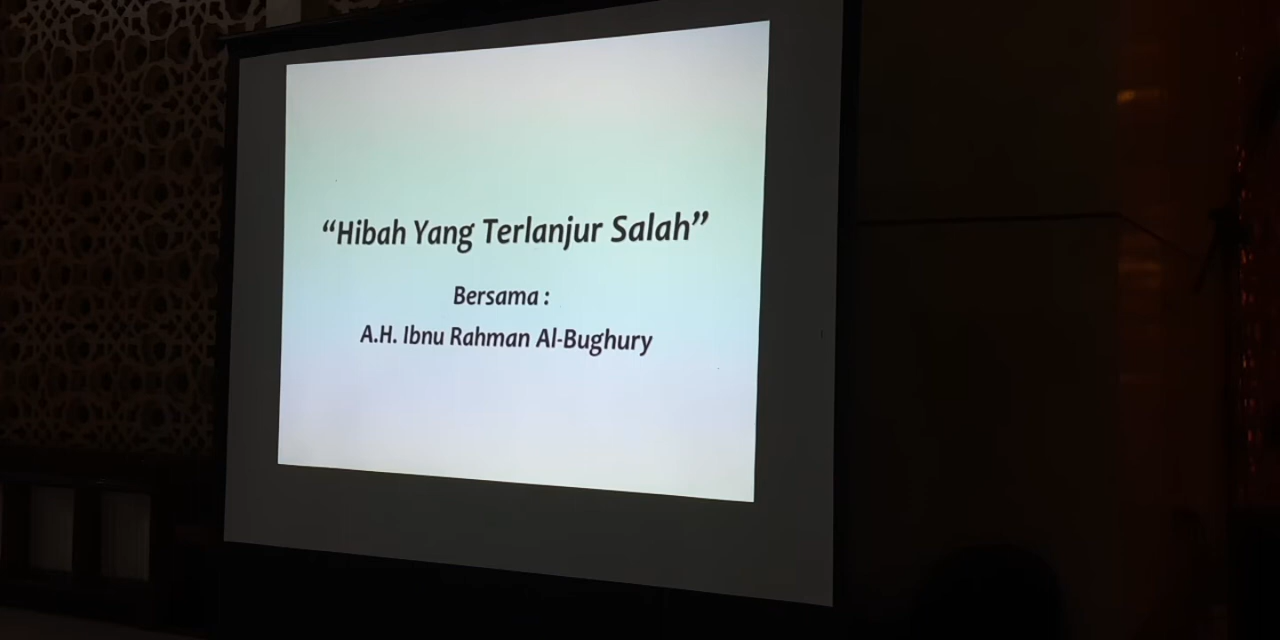 “Hibah Yang Terlanjur Salah”
Bersama :
A.H. Ibnu Rahman Al-Bughury